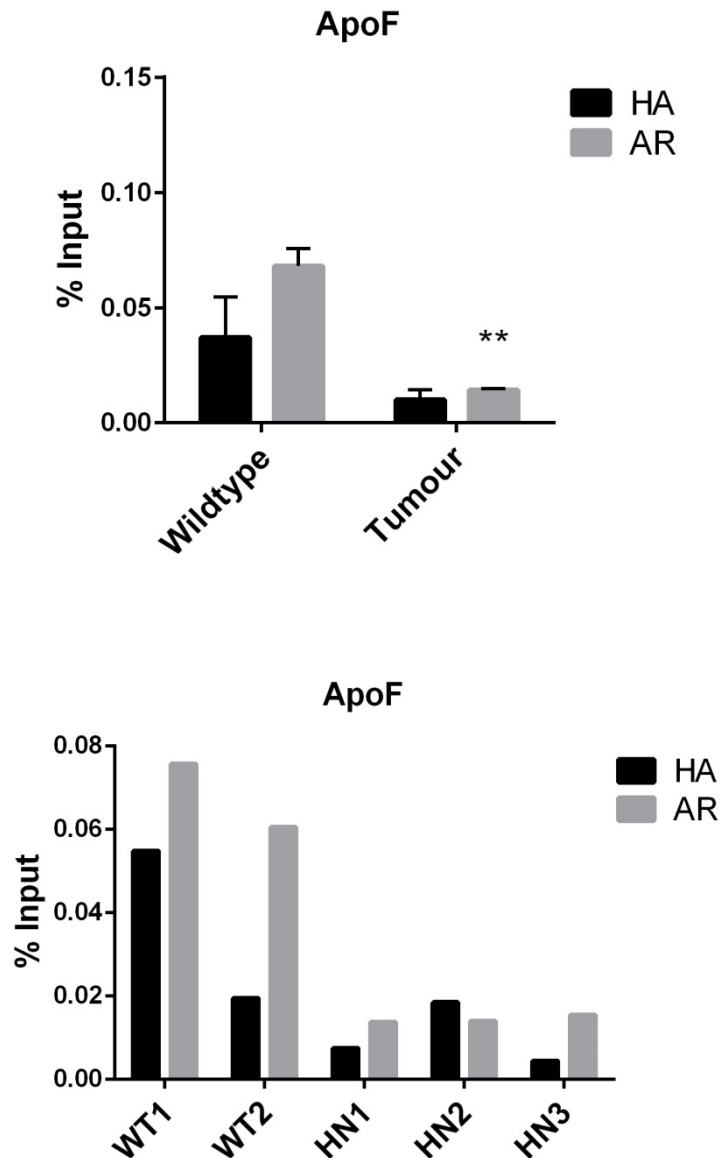 ApoF
0.15
0.10
0.05
0.00
% Input
HA
AR
**
Wildtype
Tumour
ApoF
0.08
0.06
0.04
0.02
0.00
% Input
HA
AR
WT1
WT2
HN1
HN2
HN3